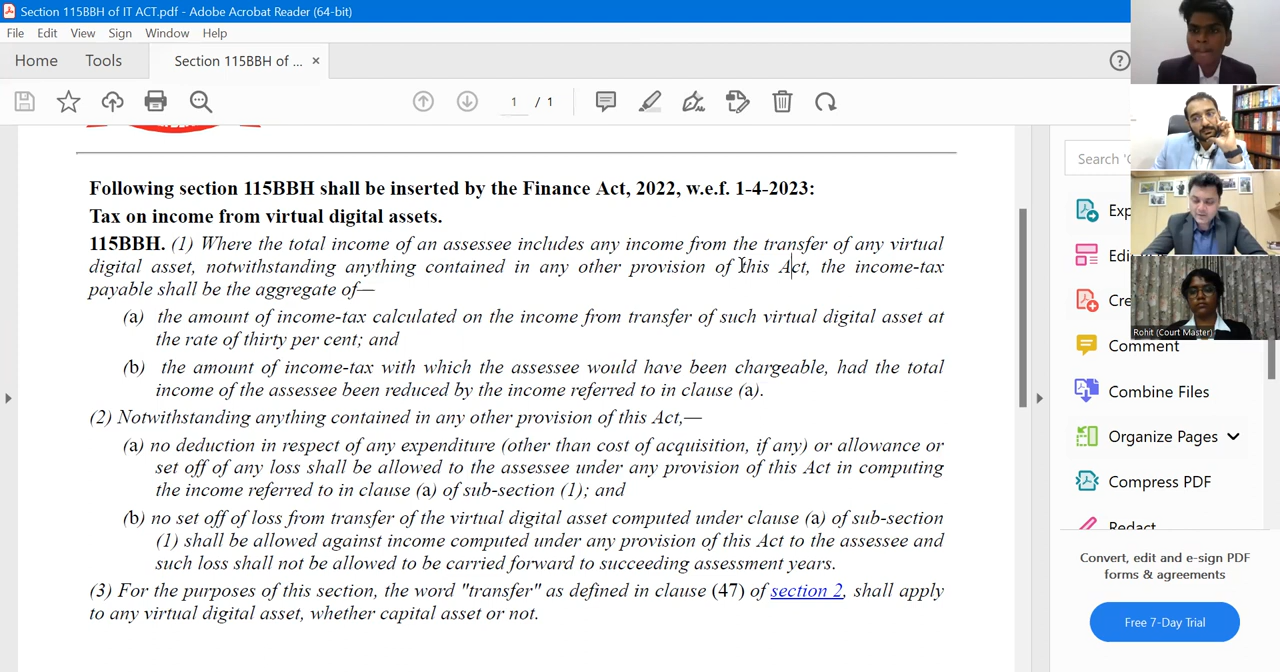 Section 115BBH of IT ACT.pdf - Adobe Acrobat Reader (64-bit)
File Edit View Sign Window Help
Home Tools Section 115BBH of ... ×
1 / 1
Following section 115BBH shall be inserted by the Finance Act, 2022, w.e.f. 1-4-2023:
Tax on income from virtual digital assets.
115BBH. (1) Where the total income of an assessee includes any income from the transfer of any virtual
digital asset, notwithstanding anything contained in any other provision of this Act, the income-tax
payable shall be the aggregate of—
(a) the amount of income-tax calculated on the income from transfer of such virtual digital asset at
the rate of thirty per cent; and
(b) the amount of income-tax with which the assessee would have been chargeable, had the total
income of the assessee been reduced by the income referred to in clause (a).
(2) Notwithstanding anything contained in any other provision of this Act,—
(a) no deduction in respect of any expenditure (other than cost of acquisition, if any) or allowance or
set off of any loss shall be allowed to the assessee under any provision of this Act in computing
the income referred to in clause (a) of sub-section (1); and
(b) no set off of loss from transfer of the virtual digital asset computed under clause (a) of sub-section
(1) shall be allowed against income computed under any provision of this Act to the assessee and
such loss shall not be allowed to be carried forward to succeeding assessment years.
(3) For the purposes of this section, the word "transfer" as defined in clause (47) of section 2, shall apply
to any virtual digital asset, whether capital asset or not.
Search
Exp
Edi
Cre
Rohit (Court Master)
Comment
Combine Files
Organize Pages
Compress PDF
Redact
Convert, edit and e-sign PDF
forms & agreements
Free 7-Day Trial